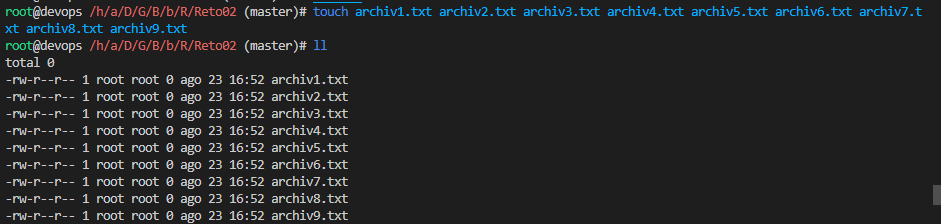 root@devops /h/a/D/G/B/b/R/Reto02 (master)# touch archiv1.txt archiv2.txt archiv3.txt archiv4.txt archiv5.txt archiv6.txt archiv7.t
xt archiv8.txt archiv9.txt
root@devops /h/a/D/G/B/b/R/Reto02 (master)# ll
total 0
-rw-r--r-- 1 root root 0 ago 23 16:52 archiv1.txt
-rw-r--r-- 1 root root 0 ago 23 16:52 archiv2.txt
-rw-r--r-- 1 root root 0 ago 23 16:52 archiv3.txt
-rw-r--r-- 1 root root 0 ago 23 16:52 archiv4.txt
-rw-r--r-- 1 root root 0 ago 23 16:52 archiv5.txt
-rw-r--r-- 1 root root 0 ago 23 16:52 archiv6.txt
-rw-r--r-- 1 root root 0 ago 23 16:52 archiv7.txt
-rw-r--r-- 1 root root 0 ago 23 16:52 archiv8.txt
-rw-r--r-- 1 root root 0 ago 23 16:52 archiv9.txt